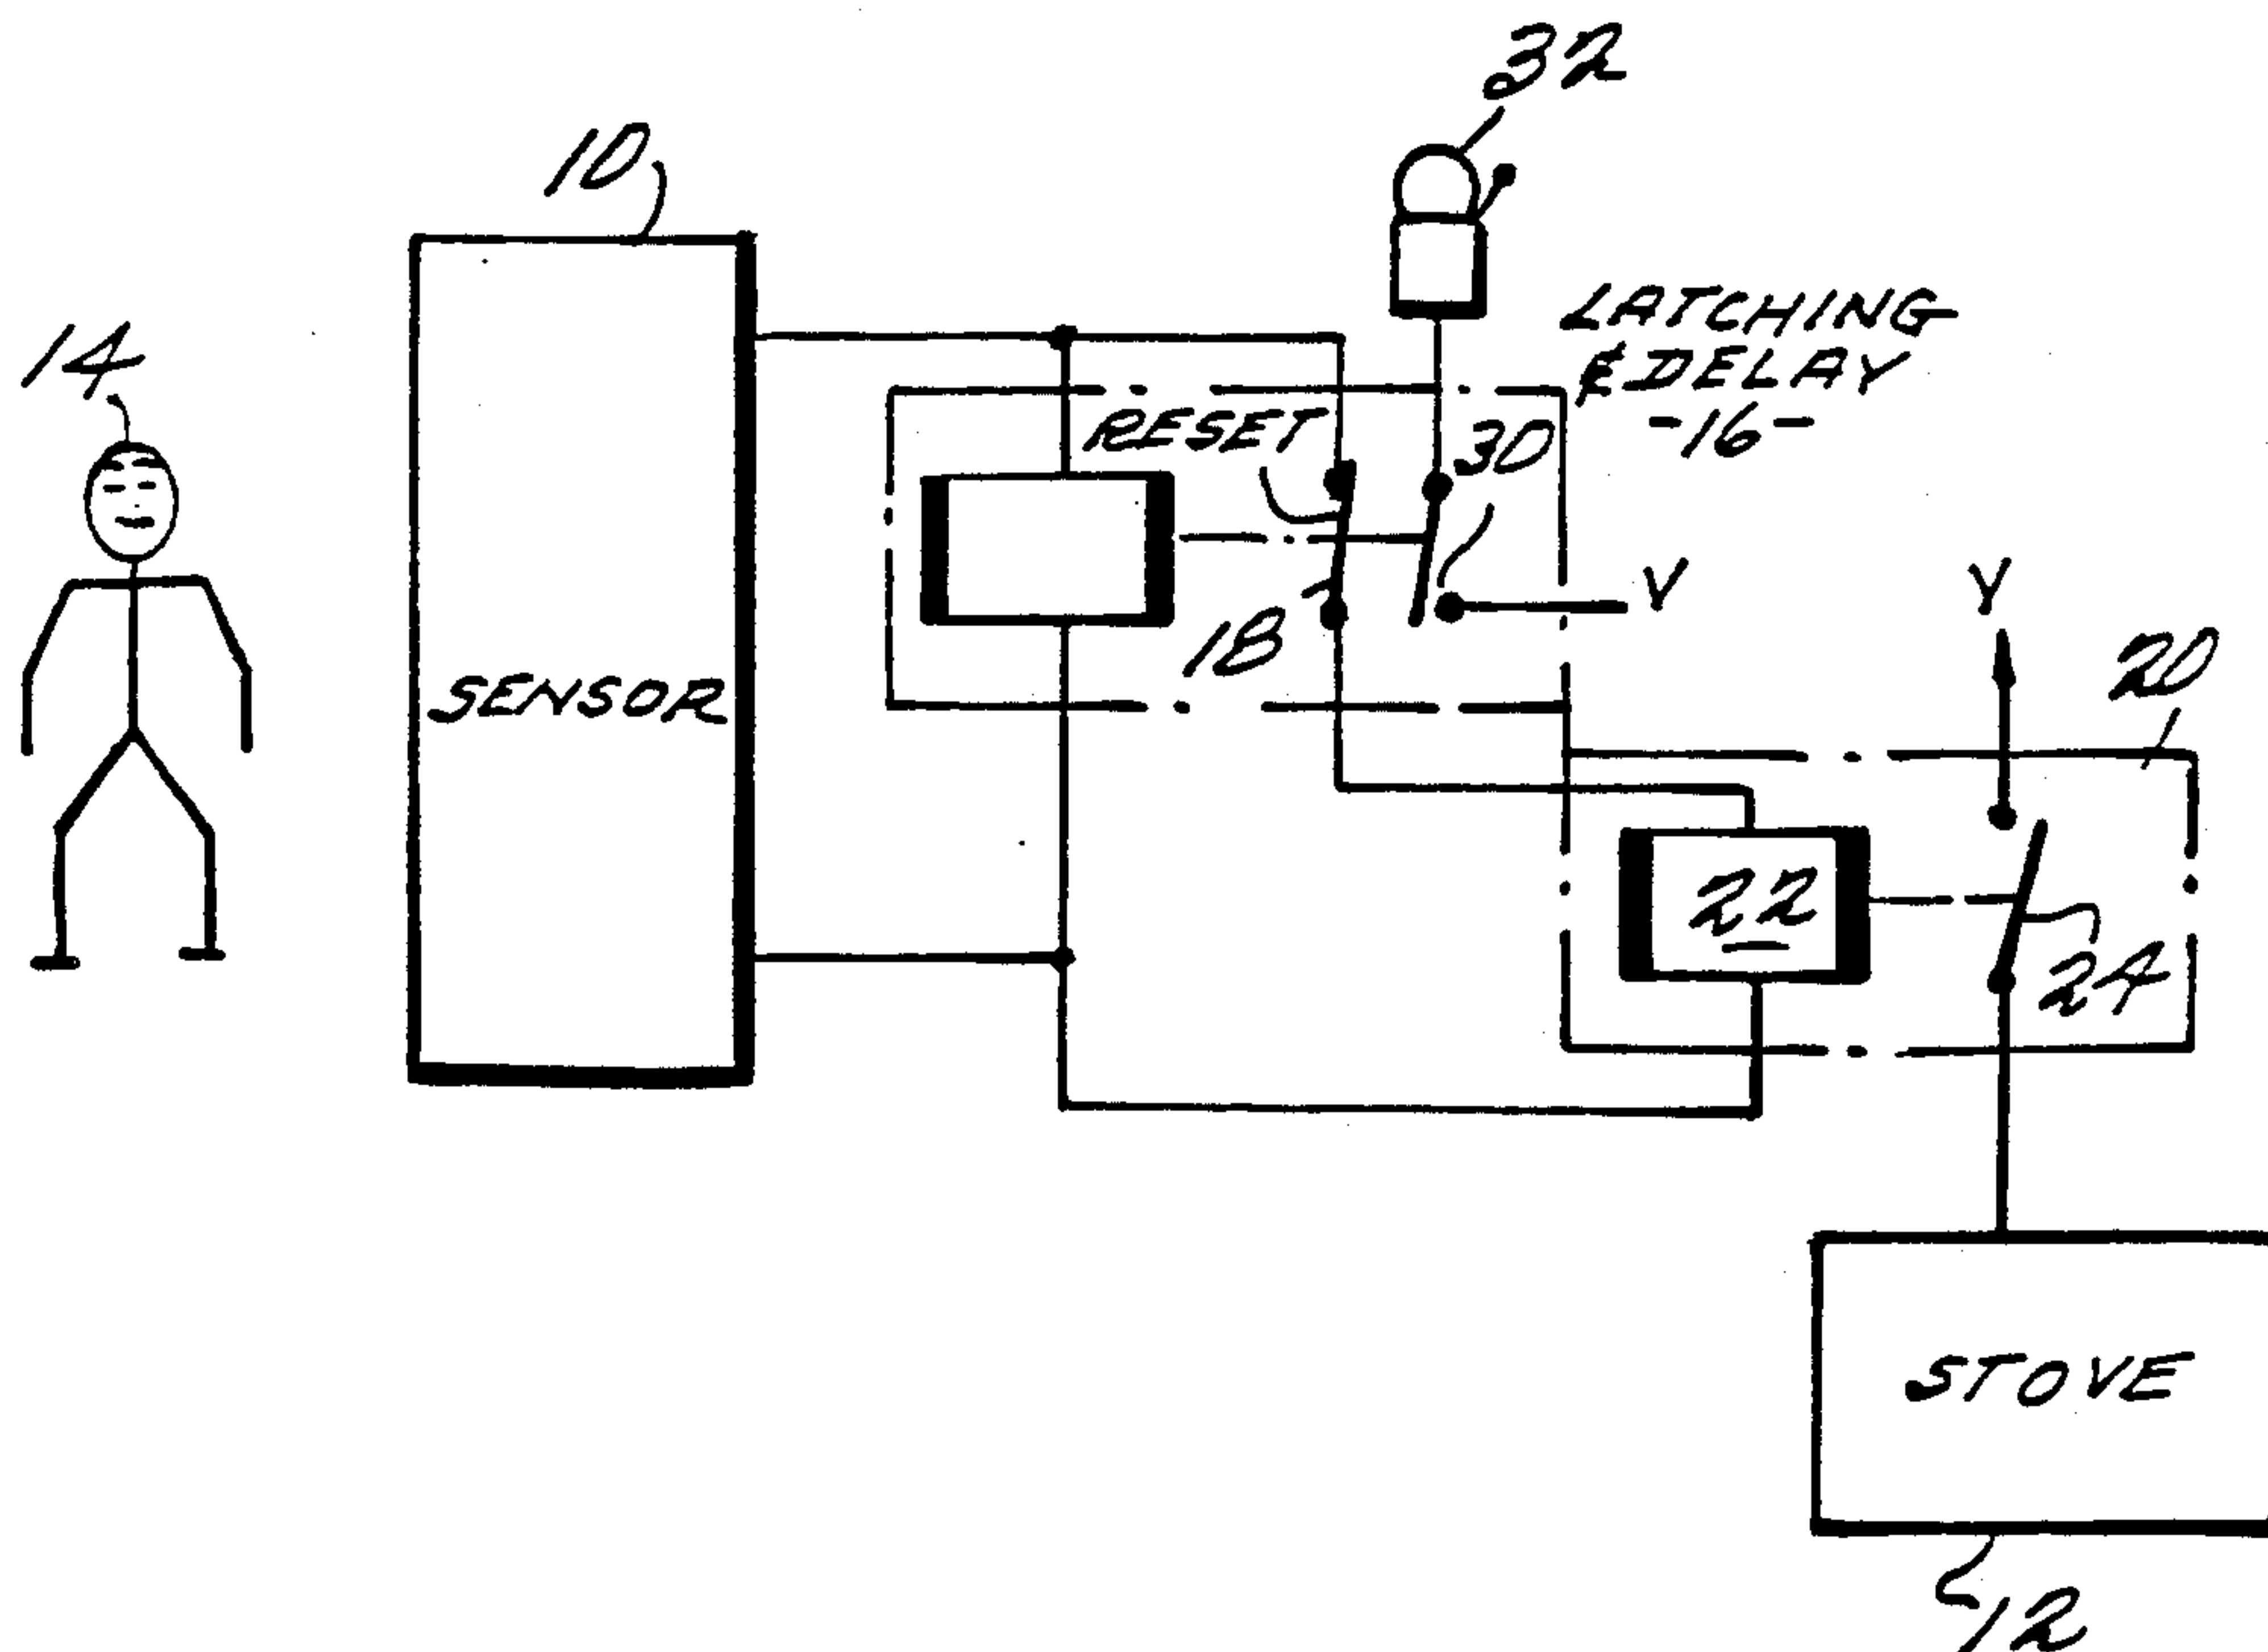 32
10
LATCHING
& DELAY
-16-
14
RESET
30
V
Y
18
20
SENSOR
22
24
STOVE
12